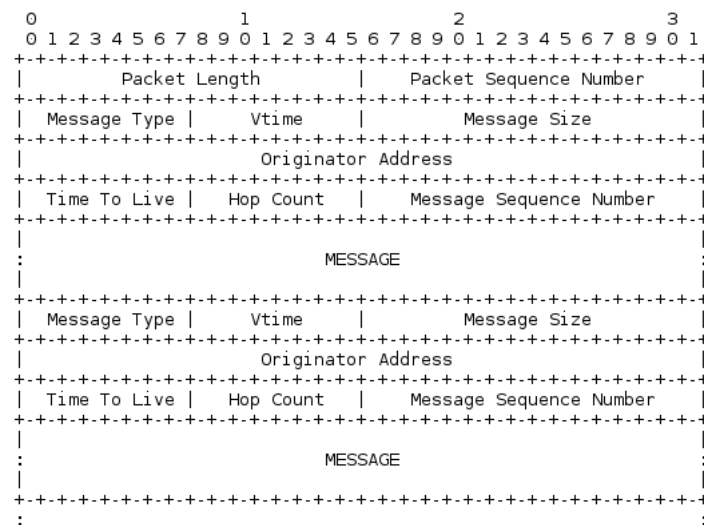 0                   1                   2                   3
0 1 2 3 4 5 6 7 8 9 0 1 2 3 4 5 6 7 8 9 0 1 2 3 4 5 6 7 8 9 0 1
+-+-+-+-+-+-+-+-+-+-+-+-+-+-+-+-+-+-+-+-+-+-+-+-+-+-+-+-+-+-+-+-+
|         Packet Length         |    Packet Sequence Number     |
+-+-+-+-+-+-+-+-+-+-+-+-+-+-+-+-+-+-+-+-+-+-+-+-+-+-+-+-+-+-+-+-+
|  Message Type |     Vtime     |         Message Size          |
+-+-+-+-+-+-+-+-+-+-+-+-+-+-+-+-+-+-+-+-+-+-+-+-+-+-+-+-+-+-+-+-+
|                      Originator Address                       |
+-+-+-+-+-+-+-+-+-+-+-+-+-+-+-+-+-+-+-+-+-+-+-+-+-+-+-+-+-+-+-+-+
|  Time To Live |   Hop Count   |    Message Sequence Number    |
+-+-+-+-+-+-+-+-+-+-+-+-+-+-+-+-+-+-+-+-+-+-+-+-+-+-+-+-+-+-+-+-+
|                                                               |
:                            MESSAGE                            :
|                                                               |
+-+-+-+-+-+-+-+-+-+-+-+-+-+-+-+-+-+-+-+-+-+-+-+-+-+-+-+-+-+-+-+-+
|  Message Type |     Vtime     |         Message Size          |
+-+-+-+-+-+-+-+-+-+-+-+-+-+-+-+-+-+-+-+-+-+-+-+-+-+-+-+-+-+-+-+-+
|                      Originator Address                       |
+-+-+-+-+-+-+-+-+-+-+-+-+-+-+-+-+-+-+-+-+-+-+-+-+-+-+-+-+-+-+-+-+
|  Time To Live |   Hop Count   |    Message Sequence Number    |
+-+-+-+-+-+-+-+-+-+-+-+-+-+-+-+-+-+-+-+-+-+-+-+-+-+-+-+-+-+-+-+-+
|                                                               |
:                            MESSAGE                            :
|                                                               |
+-+-+-+-+-+-+-+-+-+-+-+-+-+-+-+-+-+-+-+-+-+-+-+-+-+-+-+-+-+-+-+-+
:                                                               :